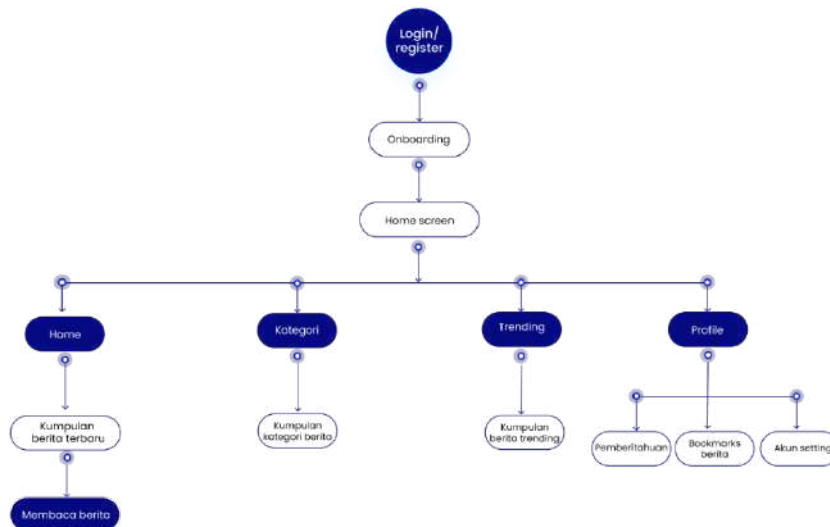 Login/
register
Onboarding
Home screen
Home
Kategori
Trending
Profile
Kumpulan
berita terbaru
Kumpulan
kategori berita
Kumpulan
berita trending
Pemberitahuan
Bookmarks
berita
Akun setting
Membaca berita